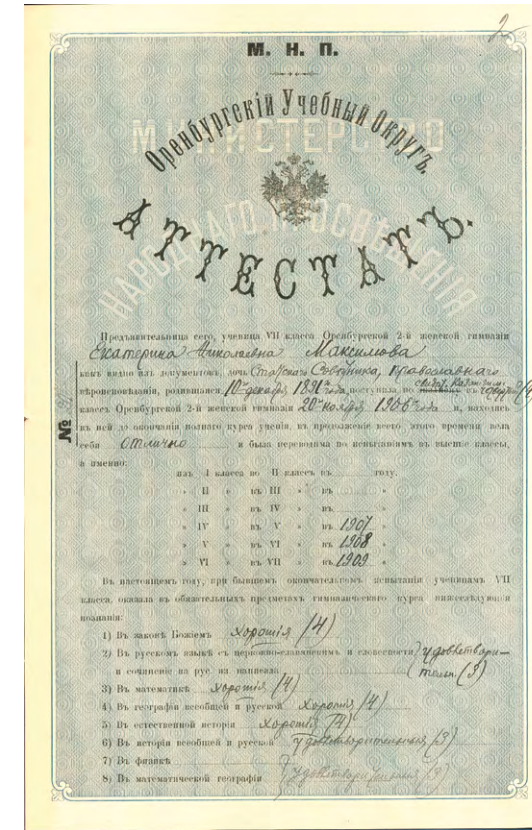 2
М. Н. П.
Оренбургскій Учебный Округъ.
МИНИСТЕРСТВО
НАРОДНАГО ПРОСВѢЩЕНІЯ
АТТЕСТАТЪ.
Предъявительница сего, ученица VII класса Оренбургской 2-й женской гимназіи
Екатерина Николаевна Максимова
какъ видно изъ документовъ, дочь Статскаго Совѣтника, православнаго
вѣроисповѣданія, родившаяся 10го декабря 1891 года, поступила по въ четвертый (4)
классъ Оренбургской 2-й женской гимназіи 20го ноября 1906 года и, находясь
въ ней до окончанія полнаго курса ученія, въ продолженіе всего этого времени вела
себя отлично и была переводима по испытаніямъ въ высшіе классы,
а именно:
изъ I класса во II классъ въ году.
„ II „ въ III „ въ „
„ III „ въ IV „ въ „
„ IV „ въ V „ въ 1907 „
„ V „ въ VI „ въ 1908 „
„ VI „ въ VII „ въ 1909 „
Въ настоящемъ году, при бывшемъ окончательномъ испытаніи ученицамъ VII
класса, оказала въ обязательныхъ предметахъ гимназическаго курса нижеслѣдующія
познанія:
1) Въ законѣ Божіемъ хорошія (4)
2) Въ русскомъ языкѣ съ церковно-славянскимъ и словесности удовлетвори-
и сочиненіе на рус. яз. написала телн. (3)
3) Въ математикѣ хорошія (4)
4) Въ географіи всеобщей и русской хорошія (4)
5) Въ естественной исторіи хорошія (4)
6) Въ исторіи всеобщей и русской удовлетворительныя (3)
7) Въ физикѣ
8) Въ математической географіи удовлетворительныя (3)
№